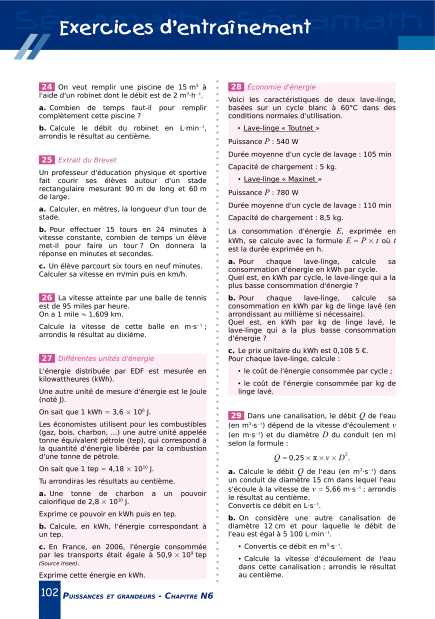 Exercices d'entraînement
24 On veut remplir une piscine de 15 m³ à
l'aide d'un robinet dont le débit est de 2 m³·h⁻¹.
a. Combien de temps faut-il pour remplir
complètement cette piscine ?
b. Calcule le débit du robinet en L·min⁻¹,
arrondis le résultat au centième.
25 Extrait du Brevet
Un professeur d'éducation physique et sportive
fait courir ses élèves autour d'un stade
rectangulaire mesurant 90 m de long et 60 m
de large.
a. Calculer, en mètres, la longueur d'un tour de
stade.
b. Pour effectuer 15 tours en 24 minutes à
vitesse constante, combien de temps un élève
met-il pour faire un tour ? On donnera la
réponse en minutes et secondes.
c. Un élève parcourt six tours en neuf minutes.
Calculer sa vitesse en m/min puis en km/h.
26 La vitesse atteinte par une balle de tennis
est de 95 miles par heure.
On a 1 mile ≈ 1,609 km.
Calcule la vitesse de cette balle en m·s⁻¹ ;
arrondis le résultat au dixième.
27 Différentes unités d'énergie
L'énergie distribuée par EDF est mesurée en
kilowattheures (kWh).
Une autre unité de mesure d'énergie est le Joule
(noté J).
On sait que 1 kWh = 3,6 × 10⁶ J.
Les économistes utilisent pour les combustibles
(gaz, bois, charbon, ...) une autre unité appelée
tonne équivalent pétrole (tep), qui correspond à
la quantité d'énergie libérée par la combustion
d'une tonne de pétrole.
On sait que 1 tep = 4,18 × 10¹⁰ J.
Tu arrondiras les résultats au centième.
a. Une tonne de charbon a un pouvoir
calorifique de 2,8 × 10¹⁰ J.
Exprime ce pouvoir en kWh puis en tep.
b. Calcule, en kWh, l'énergie correspondant à
un tep.
c. En France, en 2006, l'énergie consommée
par les transports était égale à 50,9 × 10⁶ tep
(Source Insee).
Exprime cette énergie en kWh.
28 Économie d'énergie
Voici les caractéristiques de deux lave-linge,
basées sur un cycle blanc à 60°C dans des
conditions normales d'utilisation.
• Lave-linge « Toutnet »
Puissance P : 540 W
Durée moyenne d'un cycle de lavage : 105 min
Capacité de chargement : 5 kg.
• Lave-linge « Maxinet »
Puissance P : 780 W
Durée moyenne d'un cycle de lavage : 110 min
Capacité de chargement : 8,5 kg.
La consommation d'énergie E, exprimée en
kWh, se calcule avec la formule E = P × t où t
est la durée exprimée en h.
a. Pour chaque lave-linge, calcule sa
consommation d'énergie en kWh par cycle.
Quel est, en kWh par cycle, le lave-linge qui a la
plus basse consommation d'énergie ?
b. Pour chaque lave-linge, calcule sa
consommation en kWh par kg de linge lavé (en
arrondissant au millième si nécessaire).
Quel est, en kWh par kg de linge lavé, le
lave-linge qui a la plus basse consommation
d'énergie ?
c. Le prix unitaire du kWh est 0,108 5 €.
Pour chaque lave-linge, calcule :
• le coût de l'énergie consommée par cycle ;
• le coût de l'énergie consommée par kg de
linge lavé.
29 Dans une canalisation, le débit Q de l'eau
(en m³·s⁻¹) dépend de la vitesse d'écoulement v
(en m·s⁻¹) et du diamètre D du conduit (en m)
selon la formule :
Q = 0,25 × π × v × D².
a. Calcule le débit Q de l'eau (en m³·s⁻¹) dans
un conduit de diamètre 15 cm dans lequel l'eau
s'écoule à la vitesse de v = 5,66 m·s⁻¹ ; arrondis
le résultat au centième.
Convertis ce débit en L·s⁻¹.
b. On considère une autre canalisation de
diamètre 12 cm et pour laquelle le débit de
l'eau est égal à 5 100 L·min⁻¹.
• Convertis ce débit en m³·s⁻¹.
• Calcule la vitesse d'écoulement de l'eau
dans cette canalisation ; arrondis le résultat
au centième.
102 PUISSANCES ET GRANDEURS - CHAPITRE N6